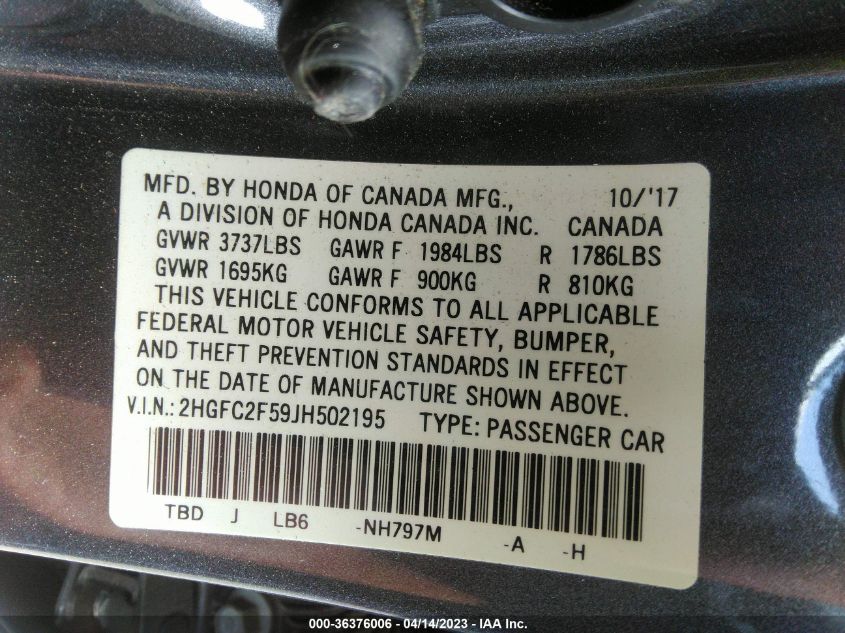 MFD. BY HONDA OF CANADA MFG., 10/'17
A DIVISION OF HONDA CANADA INC. CANADA
GVWR 3737LBS GAWR F 1984LBS R 1786LBS
GVWR 1695KG GAWR F 900KG R 810KG
THIS VEHICLE CONFORMS TO ALL APPLICABLE
FEDERAL MOTOR VEHICLE SAFETY, BUMPER,
AND THEFT PREVENTION STANDARDS IN EFFECT
ON THE DATE OF MANUFACTURE SHOWN ABOVE.
V.I.N.: 2HGFC2F59JH502195 TYPE: PASSENGER CAR
TBD J LB6 -NH797M -A -H
000-36376006 - 04/14/2023 - IAA Inc.